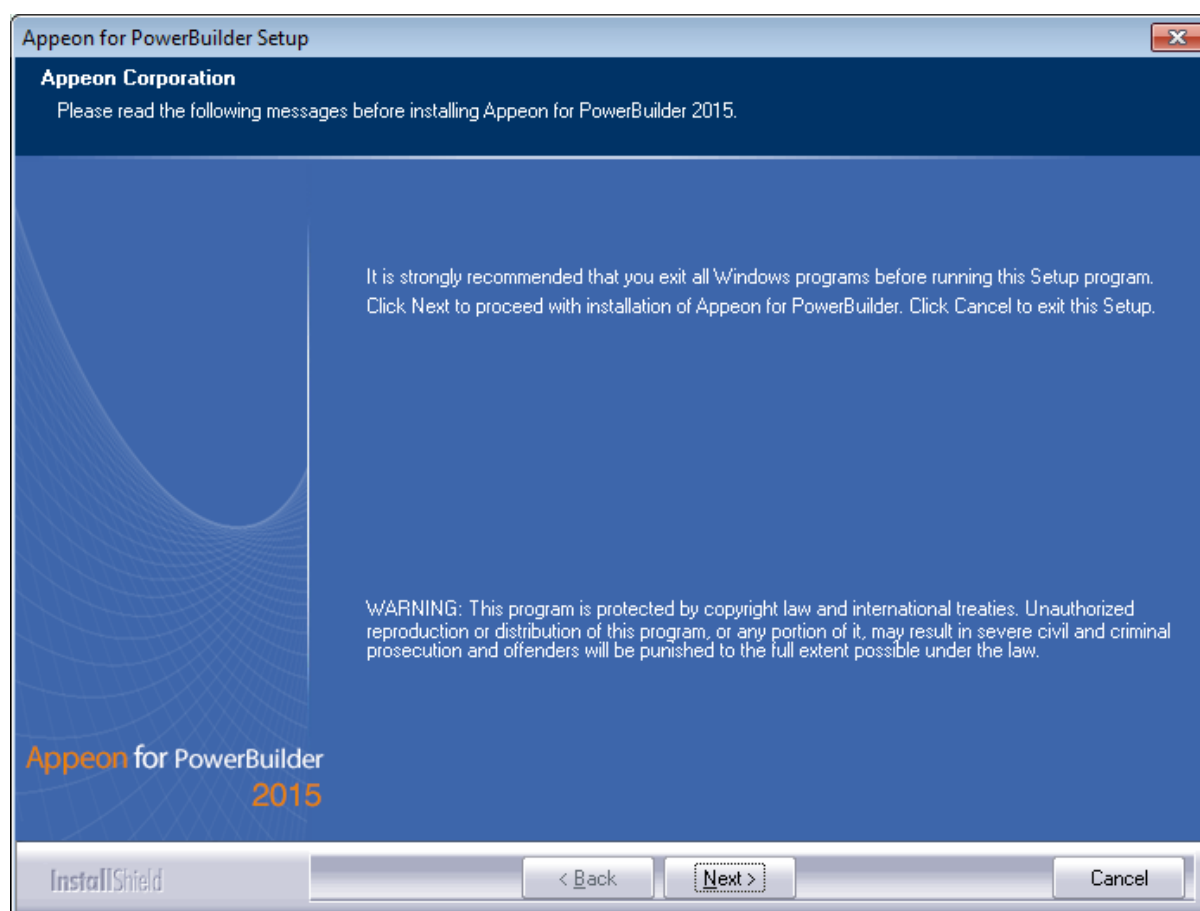 Appeon for PowerBuilder Setup
Appeon Corporation
Please read the following messages before installing Appeon for PowerBuilder 2015.
It is strongly recommended that you exit all Windows programs before running this Setup program.
Click Next to proceed with installation of Appeon for PowerBuilder. Click Cancel to exit this Setup.
WARNING: This program is protected by copyright law and international treaties. Unauthorized
reproduction or distribution of this program, or any portion of it, may result in severe civil and criminal
prosecution and offenders will be punished to the full extent possible under the law.
Appeon for PowerBuilder
2015
InstallShield
< Back
Next >
Cancel